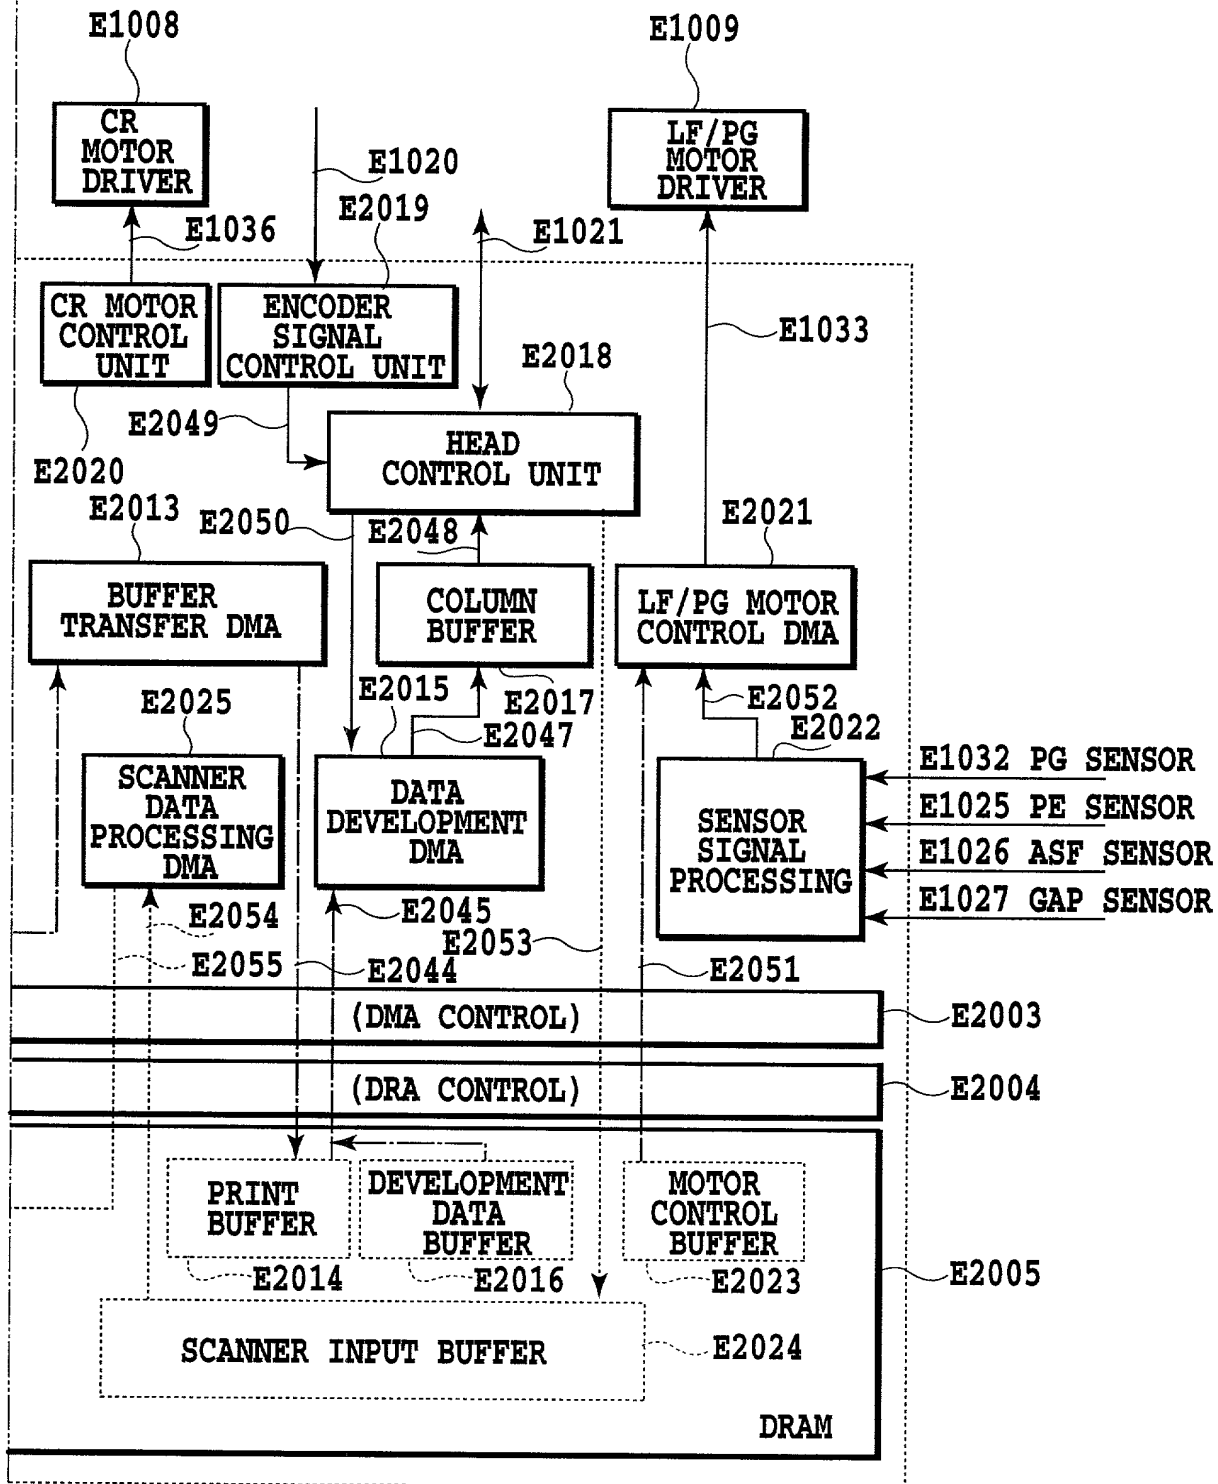 E1008
E1009
CR
MOTOR
DRIVER
LF/PG
MOTOR
DRIVER
E1020
E2019
E1036
E1021
CR MOTOR
CONTROL
UNIT
ENCODER
SIGNAL
CONTROL UNIT
E1033
E2018
E2049
HEAD
CONTROL UNIT
E2020
E2013
E2050
E2048
E2021
BUFFER
TRANSFER DMA
COLUMN
BUFFER
LF/PG MOTOR
CONTROL DMA
E2025
E2015
E2017
E2047
E2052
E2022
SCANNER
DATA
PROCESSING
DMA
DATA
DEVELOPMENT
DMA
SENSOR
SIGNAL
PROCESSING
E1032 PG SENSOR
E1025 PE SENSOR
E1026 ASF SENSOR
E1027 GAP SENSOR
E2054
E2045
E2053
E2055
E2044
E2051
(DMA CONTROL)
E2003
(DRA CONTROL)
E2004
PRINT
BUFFER
DEVELOPMENT
DATA
BUFFER
MOTOR
CONTROL
BUFFER
E2014
E2016
E2023
E2005
SCANNER INPUT BUFFER
E2024
DRAM